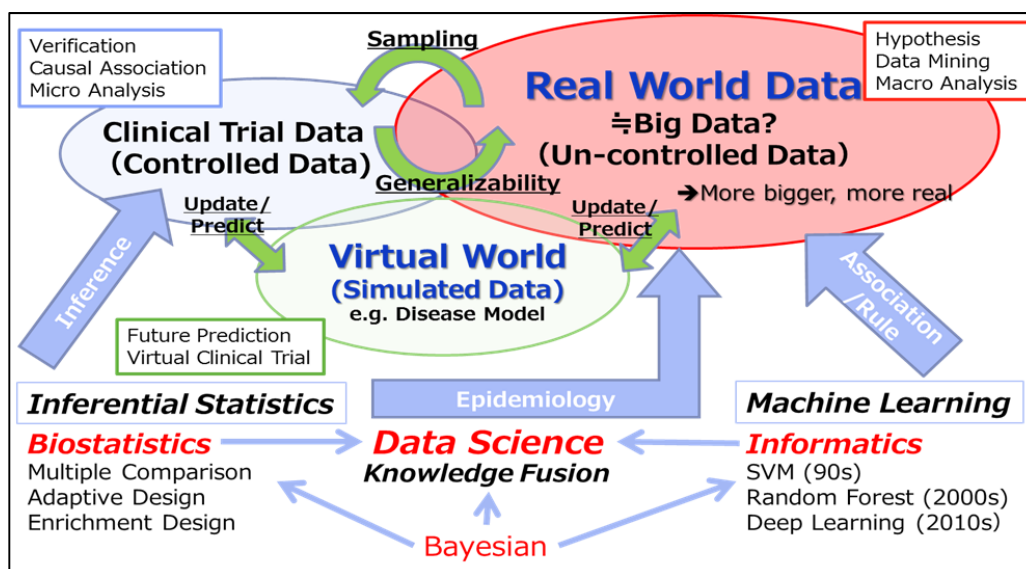 Verification
Causal Association
Micro Analysis
Sampling
Hypothesis
Data Mining
Macro Analysis
Real World Data
≒Big Data?
(Un-controlled Data)
➔More bigger, more real
Clinical Trial Data
(Controlled Data)
Generalizability
Update/
Predict
Update/
Predict
Virtual World
(Simulated Data)
e.g. Disease Model
Inference
Association
/Rule
Future Prediction
Virtual Clinical Trial
Epidemiology
Inferential Statistics
Biostatistics
Multiple Comparison
Adaptive Design
Enrichment Design
Data Science
Knowledge Fusion
Machine Learning
Informatics
SVM (90s)
Random Forest (2000s)
Deep Learning (2010s)
Bayesian